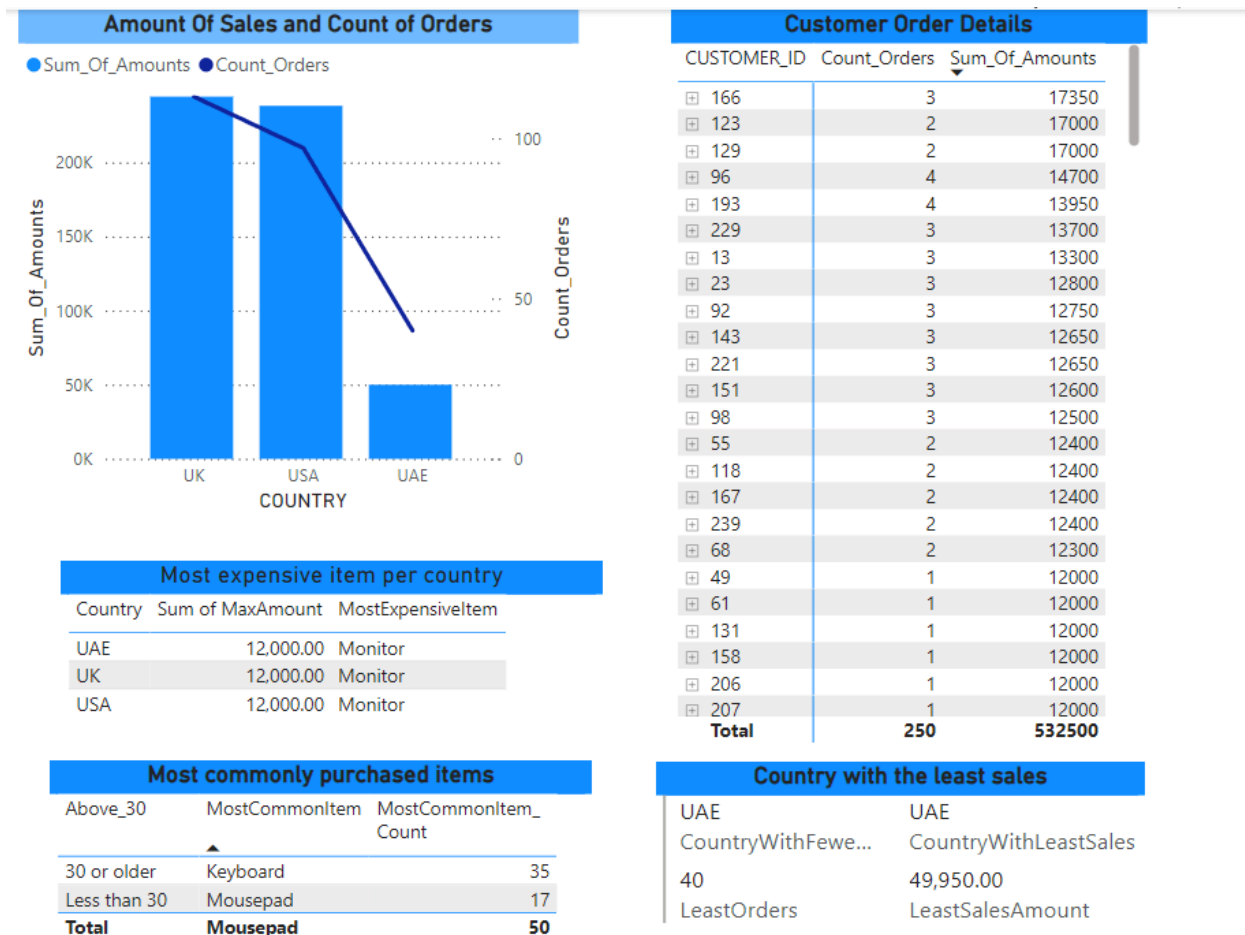 Amount Of Sales and Count of Orders
Sum_Of_Amounts Count_Orders
200K
150K
100K
50K
0K
Sum_Of_Amounts
100
50
0
Count_Orders
UK USA UAE
COUNTRY
Most expensive item per country
Country Sum of MaxAmount MostExpensiveItem
UAE 12,000.00 Monitor
UK 12,000.00 Monitor
USA 12,000.00 Monitor
Most commonly purchased items
Above_30 MostCommonItem MostCommonItem_
Count
30 or older Keyboard 35
Less than 30 Mousepad 17
Total Mousepad 50
Customer Order Details
CUSTOMER_ID Count_Orders Sum_Of_Amounts
166 3 17350
123 2 17000
129 2 17000
96 4 14700
193 4 13950
229 3 13700
13 3 13300
23 3 12800
92 3 12750
143 3 12650
221 3 12650
151 3 12600
98 3 12500
55 2 12400
118 2 12400
167 2 12400
239 2 12400
68 2 12300
49 1 12000
61 1 12000
131 1 12000
158 1 12000
206 1 12000
207 1 12000
Total 250 532500
Country with the least sales
UAE UAE
CountryWithFewe... CountryWithLeastSales
40 49,950.00
LeastOrders LeastSalesAmount